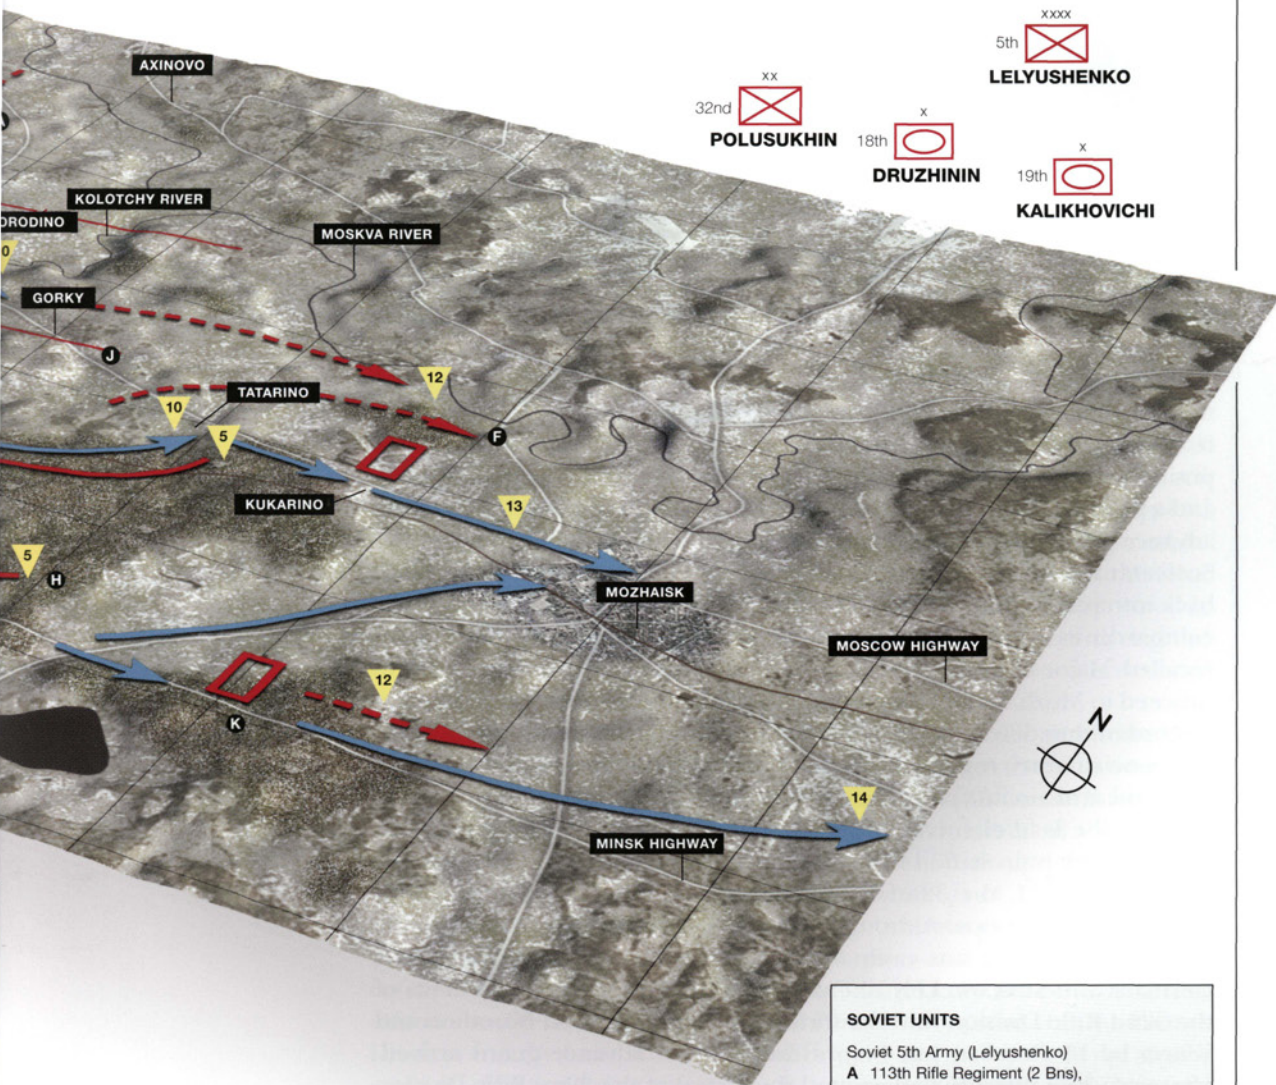 xxxx
5th
LELYUSHENKO
xx
32nd
POLUSUKHIN
x
18th
DRUZHININ
x
19th
KALIKHOVICHI
AXINOVO
KOLOTCHY RIVER
MOSKVA RIVER
GORKY
J
12
TATARINO
10
5
F
KUKARINO
13
5
H
MOZHAISK
MOSCOW HIGHWAY
12
K
N
14
MINSK HIGHWAY
SOVIET UNITS
Soviet 5th Army (Lelyushenko)
A 113th Rifle Regiment (2 Bns),